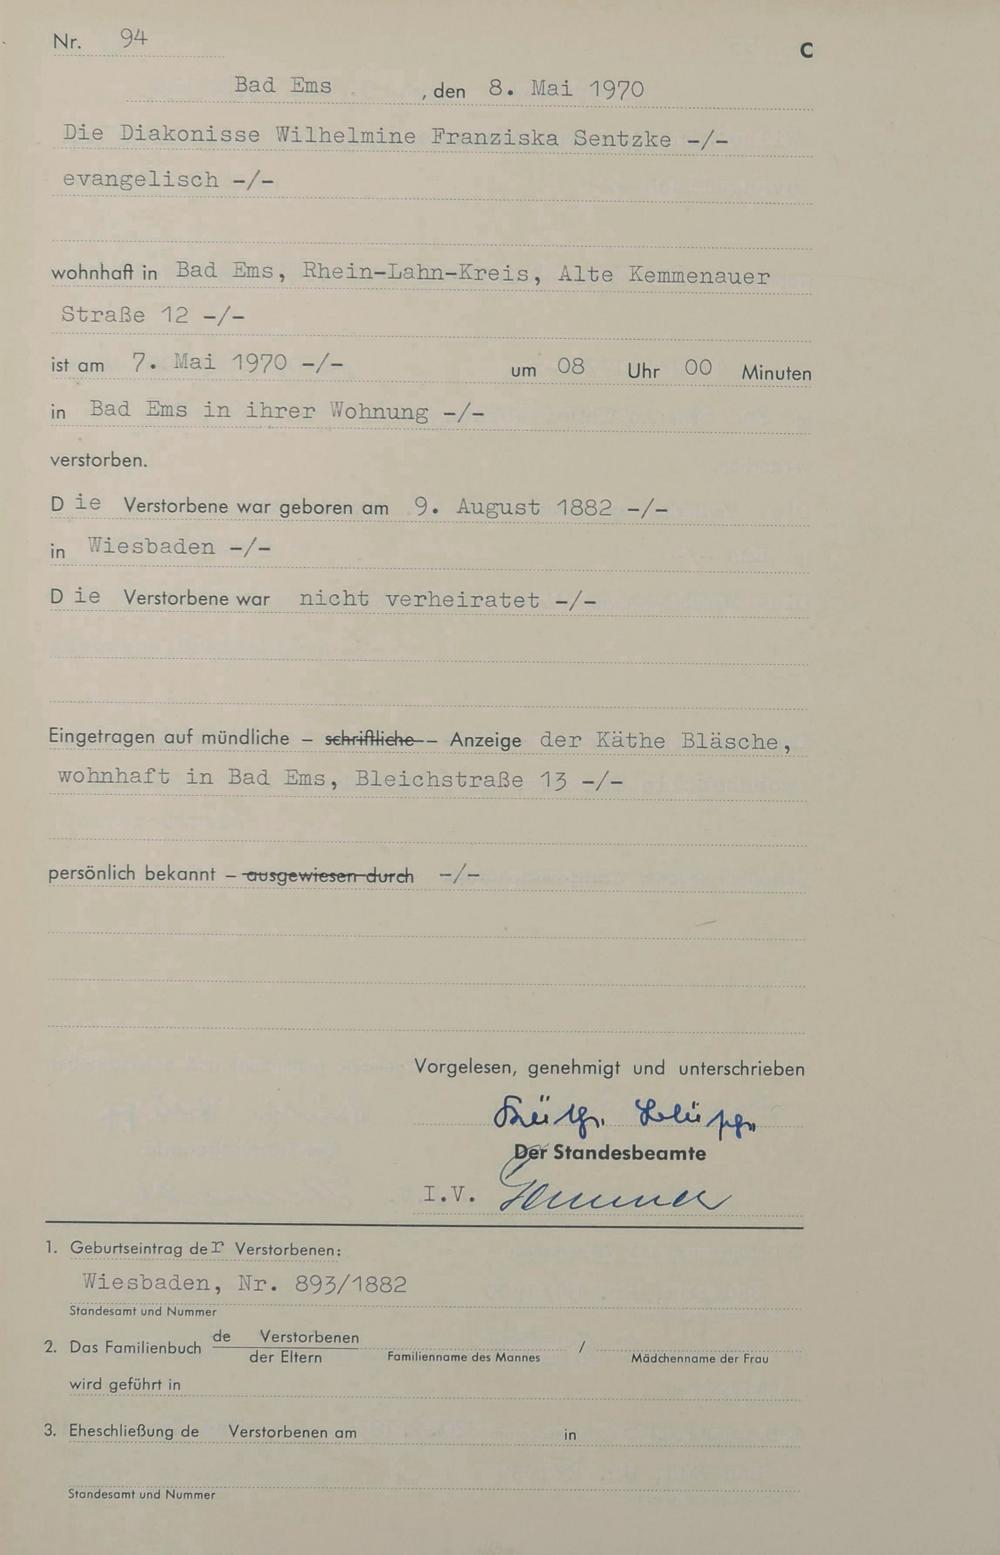 Nr. 94
C
Bad Ems , den 8. Mai 1970
Die Diakonisse Wilhelmine Franziska Sentzke -/-
evangelisch -/-
wohnhaft in Bad Ems, Rhein-Lahn-Kreis, Alte Kemmenauer
Straße 12 -/-
ist am 7. Mai 1970 -/- um 08 Uhr 00 Minuten
in Bad Ems in ihrer Wohnung -/-
verstorben.
Die Verstorbene war geboren am 9. August 1882 -/-
in Wiesbaden -/-
Die Verstorbene war nicht verheiratet -/-
Eingetragen auf mündliche – schriftliche – Anzeige der Käthe Bläsche,
wohnhaft in Bad Ems, Bleichstraße 13 -/-
persönlich bekannt – ausgewiesen durch -/-
Vorgelesen, genehmigt und unterschrieben
Der Standesbeamte
I.V.
1. Geburtseintrag der Verstorbenen:
Wiesbaden, Nr. 893/1882
Standesamt und Nummer
2. Das Familienbuch de Verstorbenen / 
der Eltern Familienname des Mannes Mädchenname der Frau
wird geführt in
3. Eheschließung de Verstorbenen am in
Standesamt und Nummer